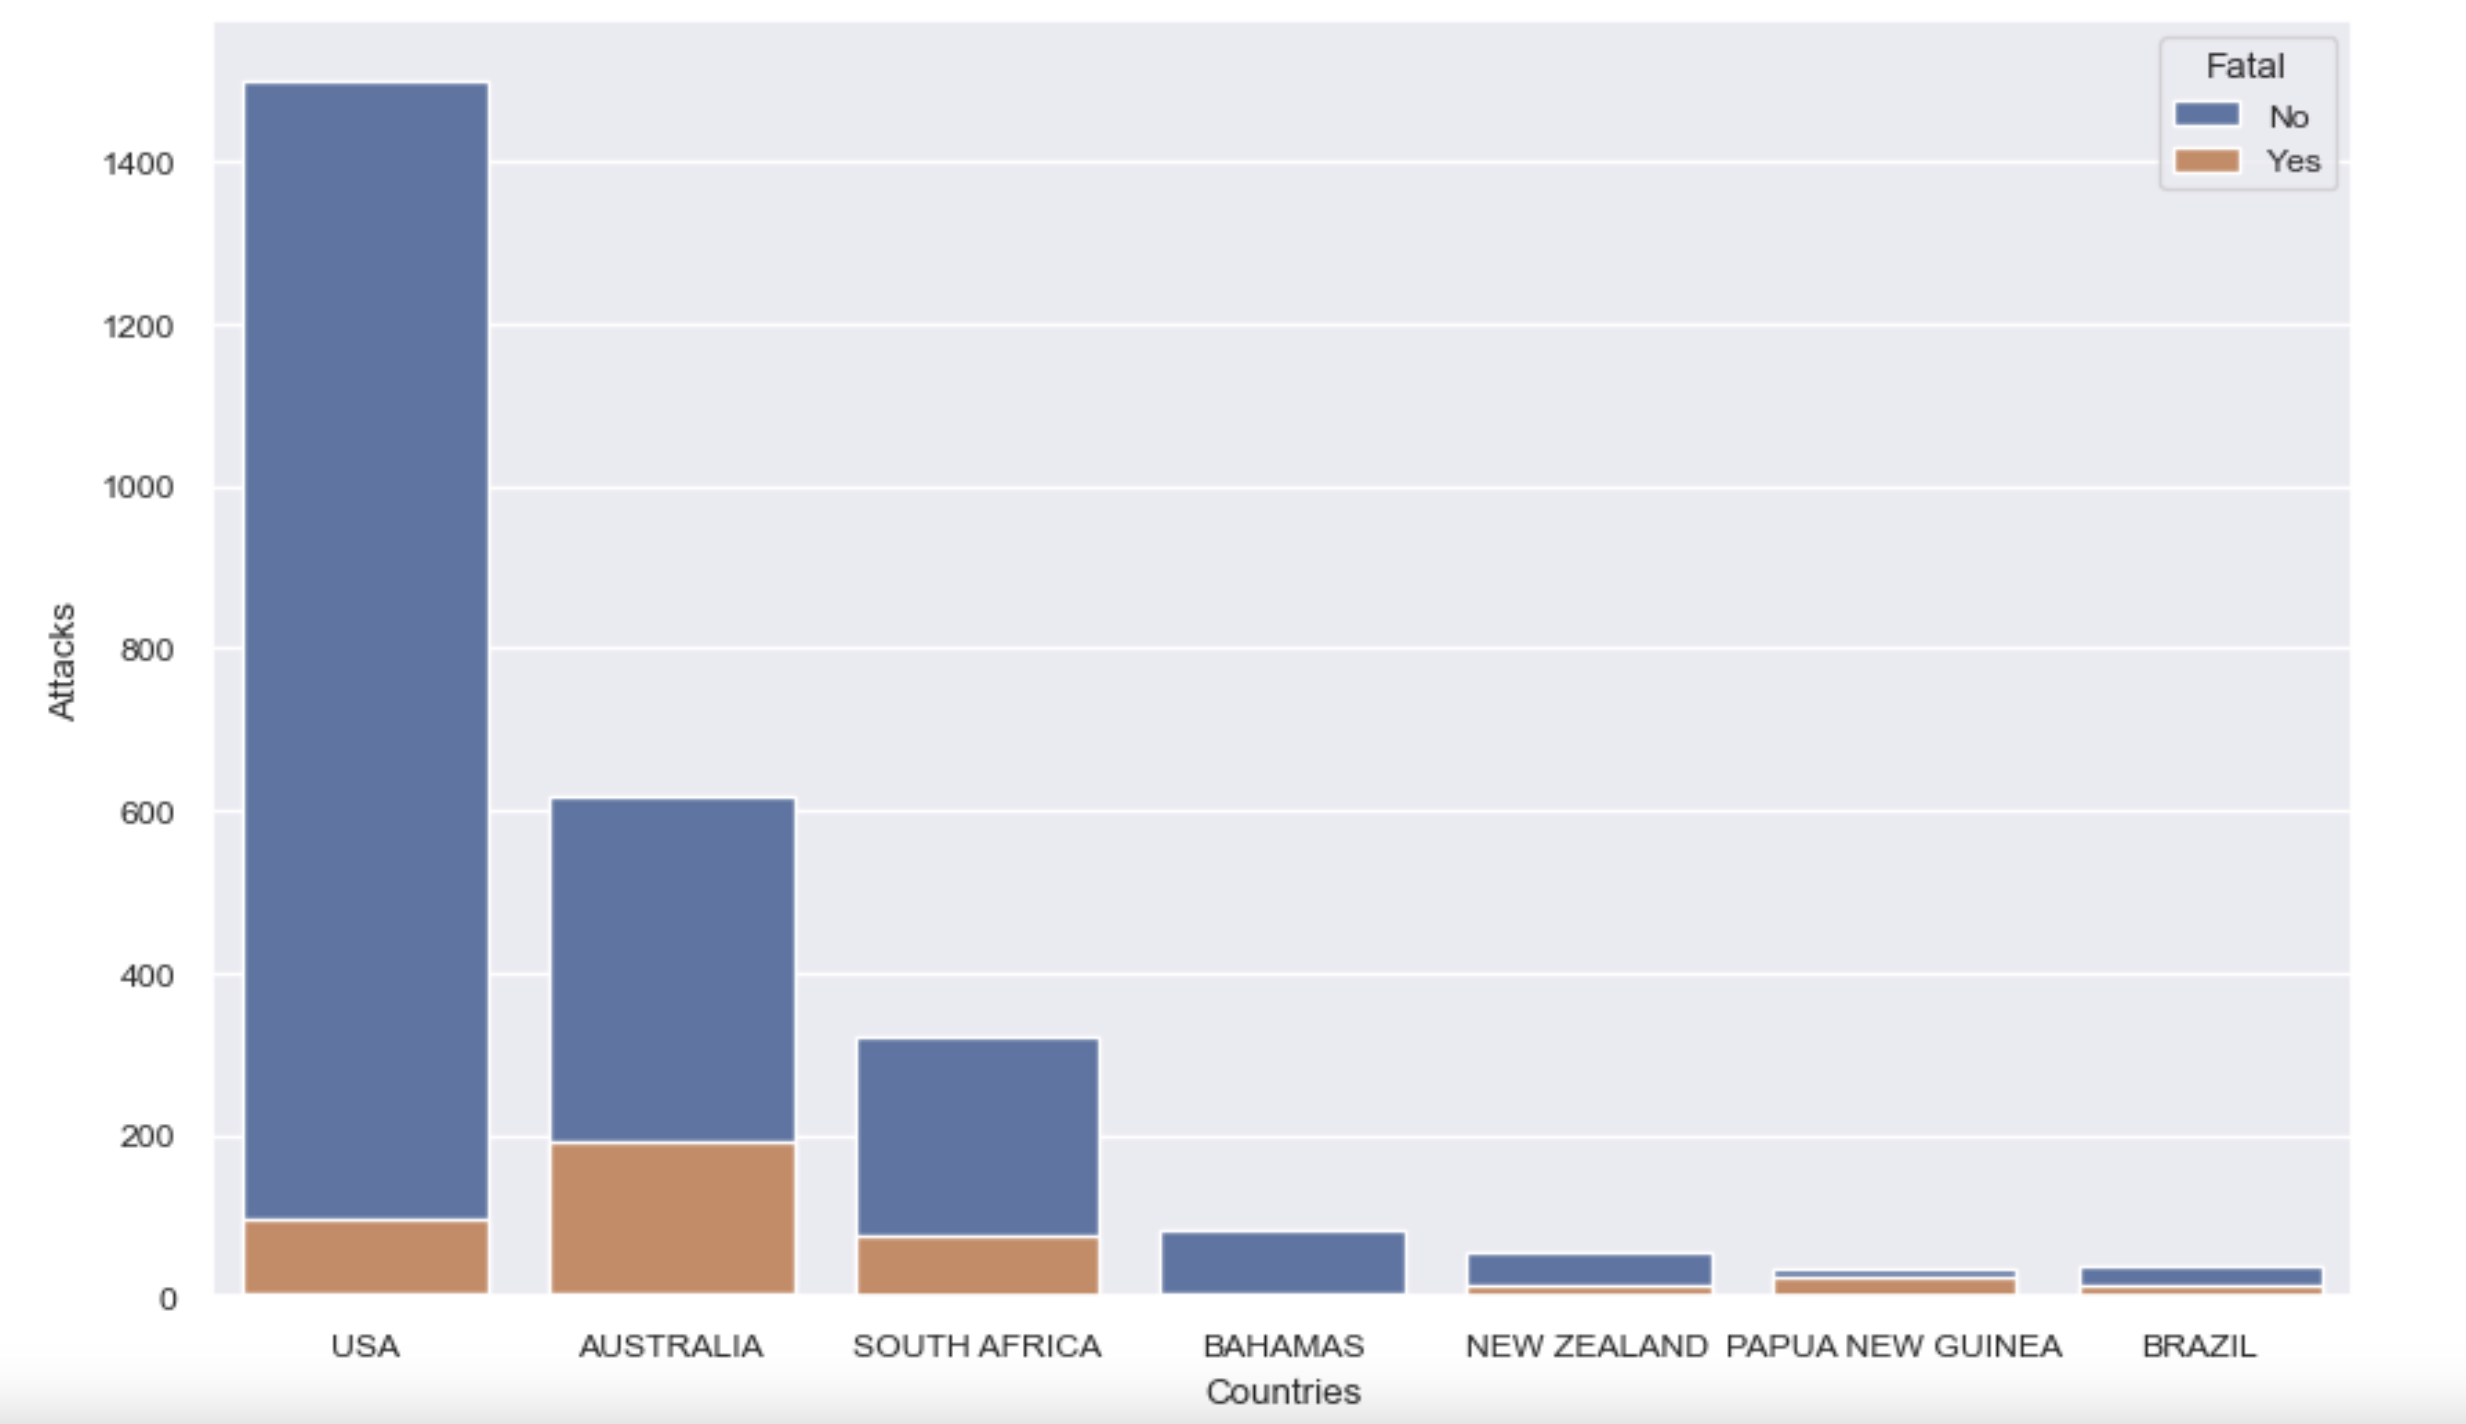 Fatal
No
Yes
1400
1200
1000
800
600
400
200
0
Attacks
USA AUSTRALIA SOUTH AFRICA BAHAMAS NEW ZEALAND PAPUA NEW GUINEA BRAZIL
Countries